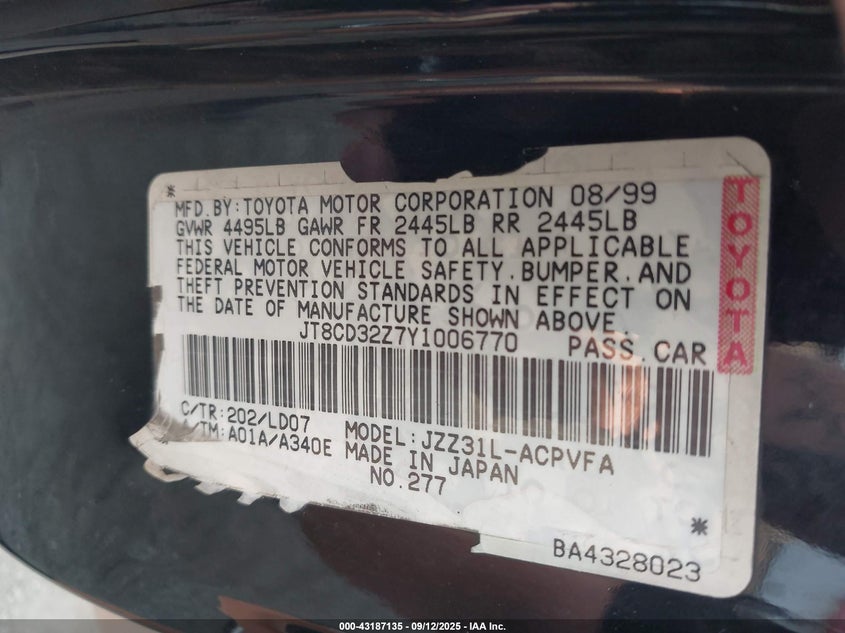 *
MFD.BY:TOYOTA MOTOR CORPORATION 08/99
GVWR 4495LB GAWR FR 2445LB RR 2445LB
THIS VEHICLE CONFORMS TO ALL APPLICABLE
FEDERAL MOTOR VEHICLE SAFETY.BUMPER.AND
THEFT PREVENTION STANDARDS IN EFFECT ON
THE DATE OF MANUFACTURE SHOWN ABOVE.
JT8CD32Z7Y1006770 PASS.CAR
TOYOTA
C/TR:202/LD07 MODEL:JZZ31L-ACPVFA
A/TM:A01A/A340E MADE IN JAPAN
NO.277
*
BA4328023
000-43187135 - 09/12/2025 - IAA Inc.